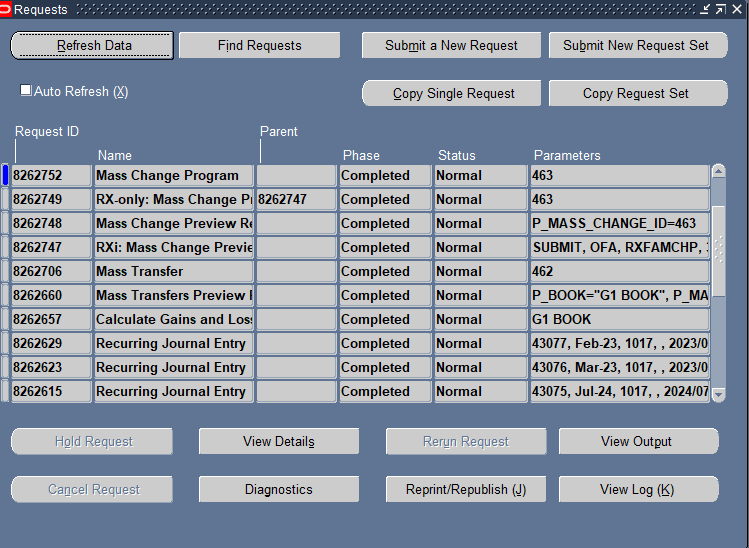 Requests
Refresh Data Find Requests Submit a New Request Submit New Request Set
Auto Refresh (X) Copy Single Request Copy Request Set
Request ID Parent
Name Phase Status Parameters
8262752 Mass Change Program Completed Normal 463
8262749 RX-only: Mass Change P 8262747 Completed Normal 463
8262748 Mass Change Preview Re Completed Normal P_MASS_CHANGE_ID=463
8262747 RXi: Mass Change Previe Completed Normal SUBMIT, OFA, RXFAMCHP,
8262706 Mass Transfer Completed Normal 462
8262660 Mass Transfers Preview Completed Normal P_BOOK="G1 BOOK", P_MA
8262657 Calculate Gains and Los Completed Normal G1 BOOK
8262629 Recurring Journal Entry Completed Normal 43077, Feb-23, 1017, , 2023/0
8262623 Recurring Journal Entry Completed Normal 43076, Mar-23, 1017, , 2023/0
8262615 Recurring Journal Entry Completed Normal 43075, Jul-24, 1017, , 2024/07
Hold Request View Details Rerun Request View Output
Cancel Request Diagnostics Reprint/Republish (J) View Log (K)